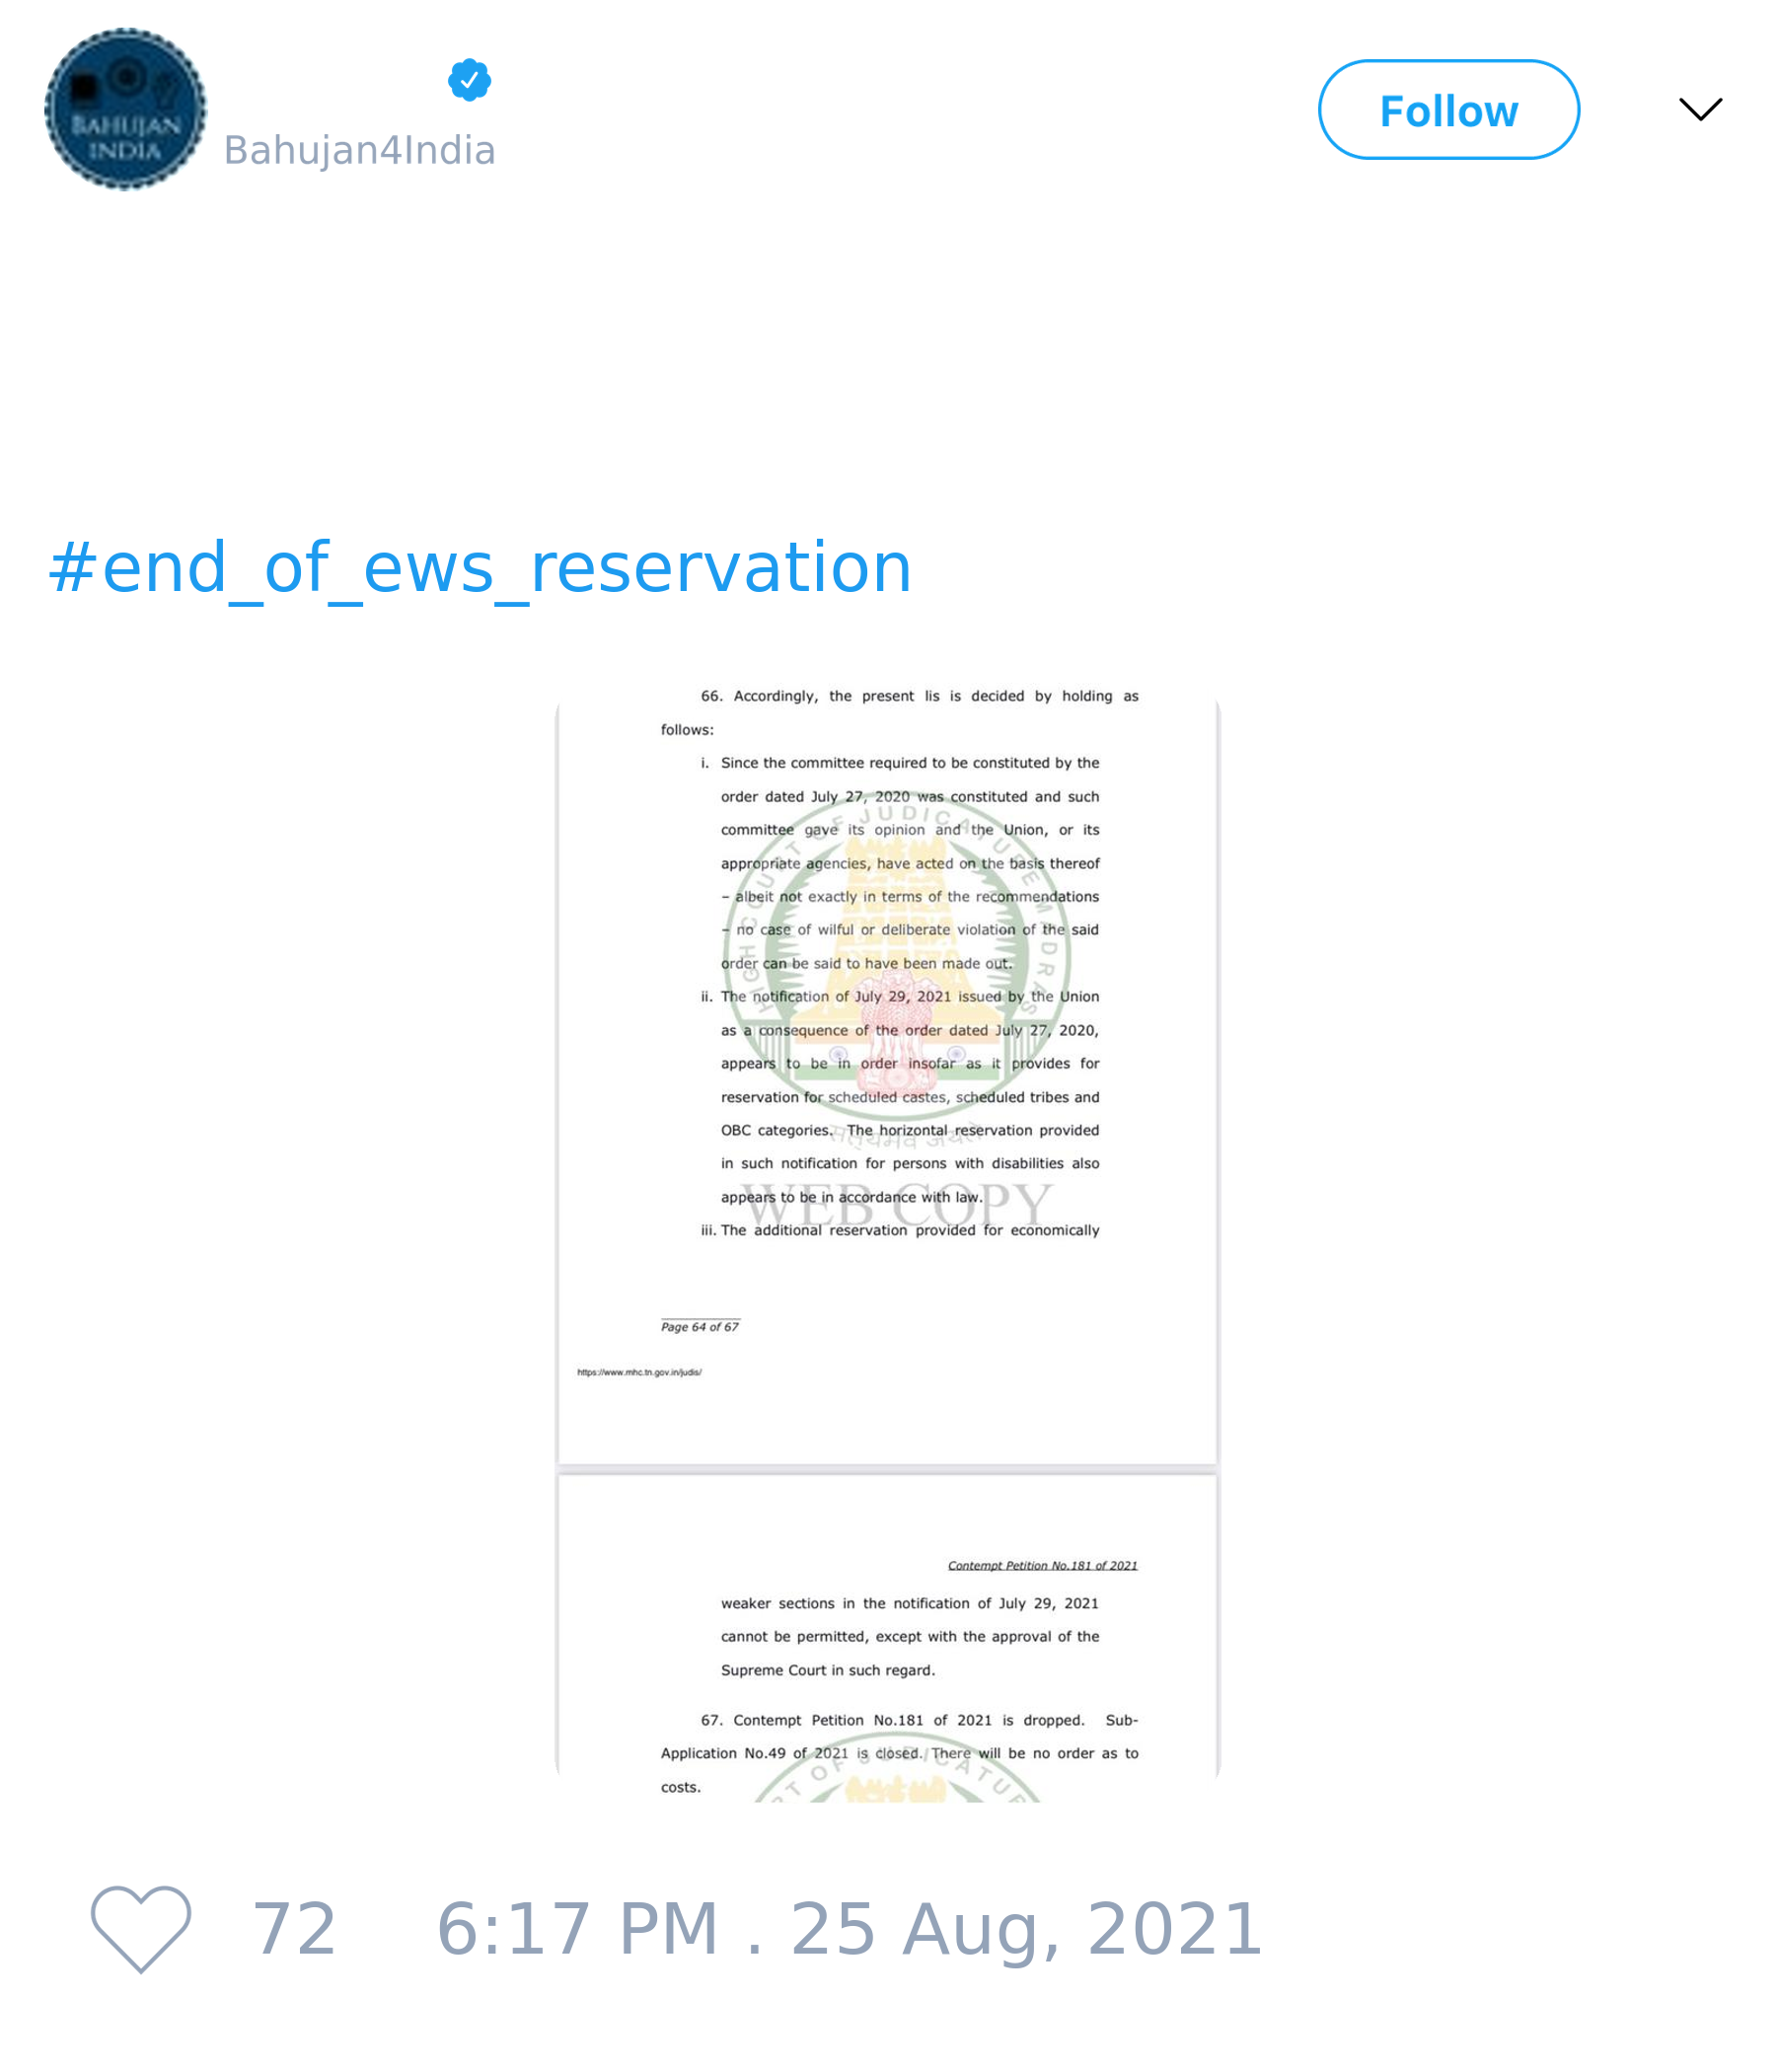 BAHUJAN
INDIA
Bahujan4India
Follow
#end_of_ews_reservation
66. Accordingly, the present lis is decided by holding as
follows:
i. Since the committee required to be constituted by the
order dated July 27, 2020 was constituted and such
committee gave its opinion and the Union, or its
appropriate agencies, have acted on the basis thereof
– albeit not exactly in terms of the recommendations
– no case of wilful or deliberate violation of the said
order can be said to have been made out.
ii. The notification of July 29, 2021 issued by the Union
as a consequence of the order dated July 27, 2020,
appears to be in order insofar as it provides for
reservation for scheduled castes, scheduled tribes and
OBC categories. The horizontal reservation provided
in such notification for persons with disabilities also
appears to be in accordance with law.
iii. The additional reservation provided for economically
HIGH COURT OF JUDICATURE MADRAS
सत्यमेव जयते
WEB COPY
Page 64 of 67
https://www.mhc.tn.gov.in/judis/
Contempt Petition No.181 of 2021
weaker sections in the notification of July 29, 2021
cannot be permitted, except with the approval of the
Supreme Court in such regard.
67. Contempt Petition No.181 of 2021 is dropped. Sub-
Application No.49 of 2021 is closed. There will be no order as to
costs.
72
6:17 PM . 25 Aug, 2021